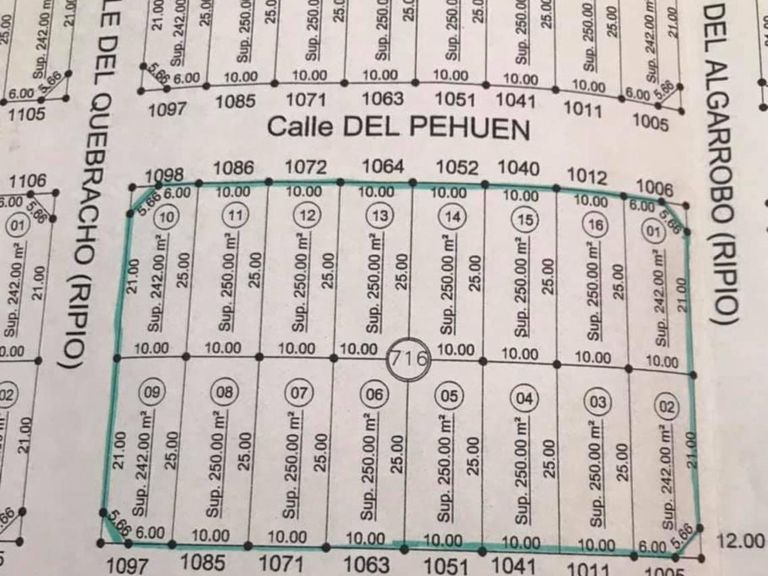 25.00 21.00 Sup. 242.00 m² 25.00 Sup. 250.00 m² 25.00 Sup. 250.00 m² 25.00 Sup. 250.00 m² 25.00 Sup. 250.00 m² 25.00 Sup. 250.00 m² 25.00 Sup. 250.00 m² 25.00 Sup. 242.00 m² 21.00
Sup. 242.00 m²
5.66 6.00 10.00 10.00 10.00 10.00 10.00 10.00 6.00 5.66
5.66
1105 1097 1085 1071 1063 1051 1041 1011 1005
Calle DEL PEHUEN
LE DEL QUEBRACHO (RIPIO)
DEL ALGARROBO (RIPIO)
1106 1098 1086 1072 1064 1052 1040 1012 1006
6.00 5.66
5.66 6.00 10.00 10.00 10.00 10.00 10.00 10.00 6.00 5.66
01 10 11 12 13 14 15 16 01
Sup. 242.00 m² 21.00
21.00 Sup. 242.00 m² 25.00 Sup. 250.00 m² 25.00 Sup. 250.00 m² 25.00 Sup. 250.00 m² 25.00 Sup. 250.00 m² 25.00 Sup. 250.00 m² 25.00 Sup. 250.00 m² 25.00 Sup. 242.00 m² 21.00
10.00 10.00 10.00 10.00 10.00 10.00 10.00
716
02 09 08 07 06 05 04 03 02
21.00
21.00 Sup. 242.00 m² 25.00 Sup. 250.00 m² 25.00 Sup. 250.00 m² 25.00 Sup. 250.00 m² 25.00 Sup. 250.00 m² 25.00 Sup. 250.00 m² 25.00 Sup. 250.00 m² 25.00 Sup. 242.00 m² 21.00
5.66 6.00 10.00 10.00 10.00 10.00 10.00 10.00 6.00 5.66
12.00
1097 1085 1071 1063 1051 1041 1011 1005